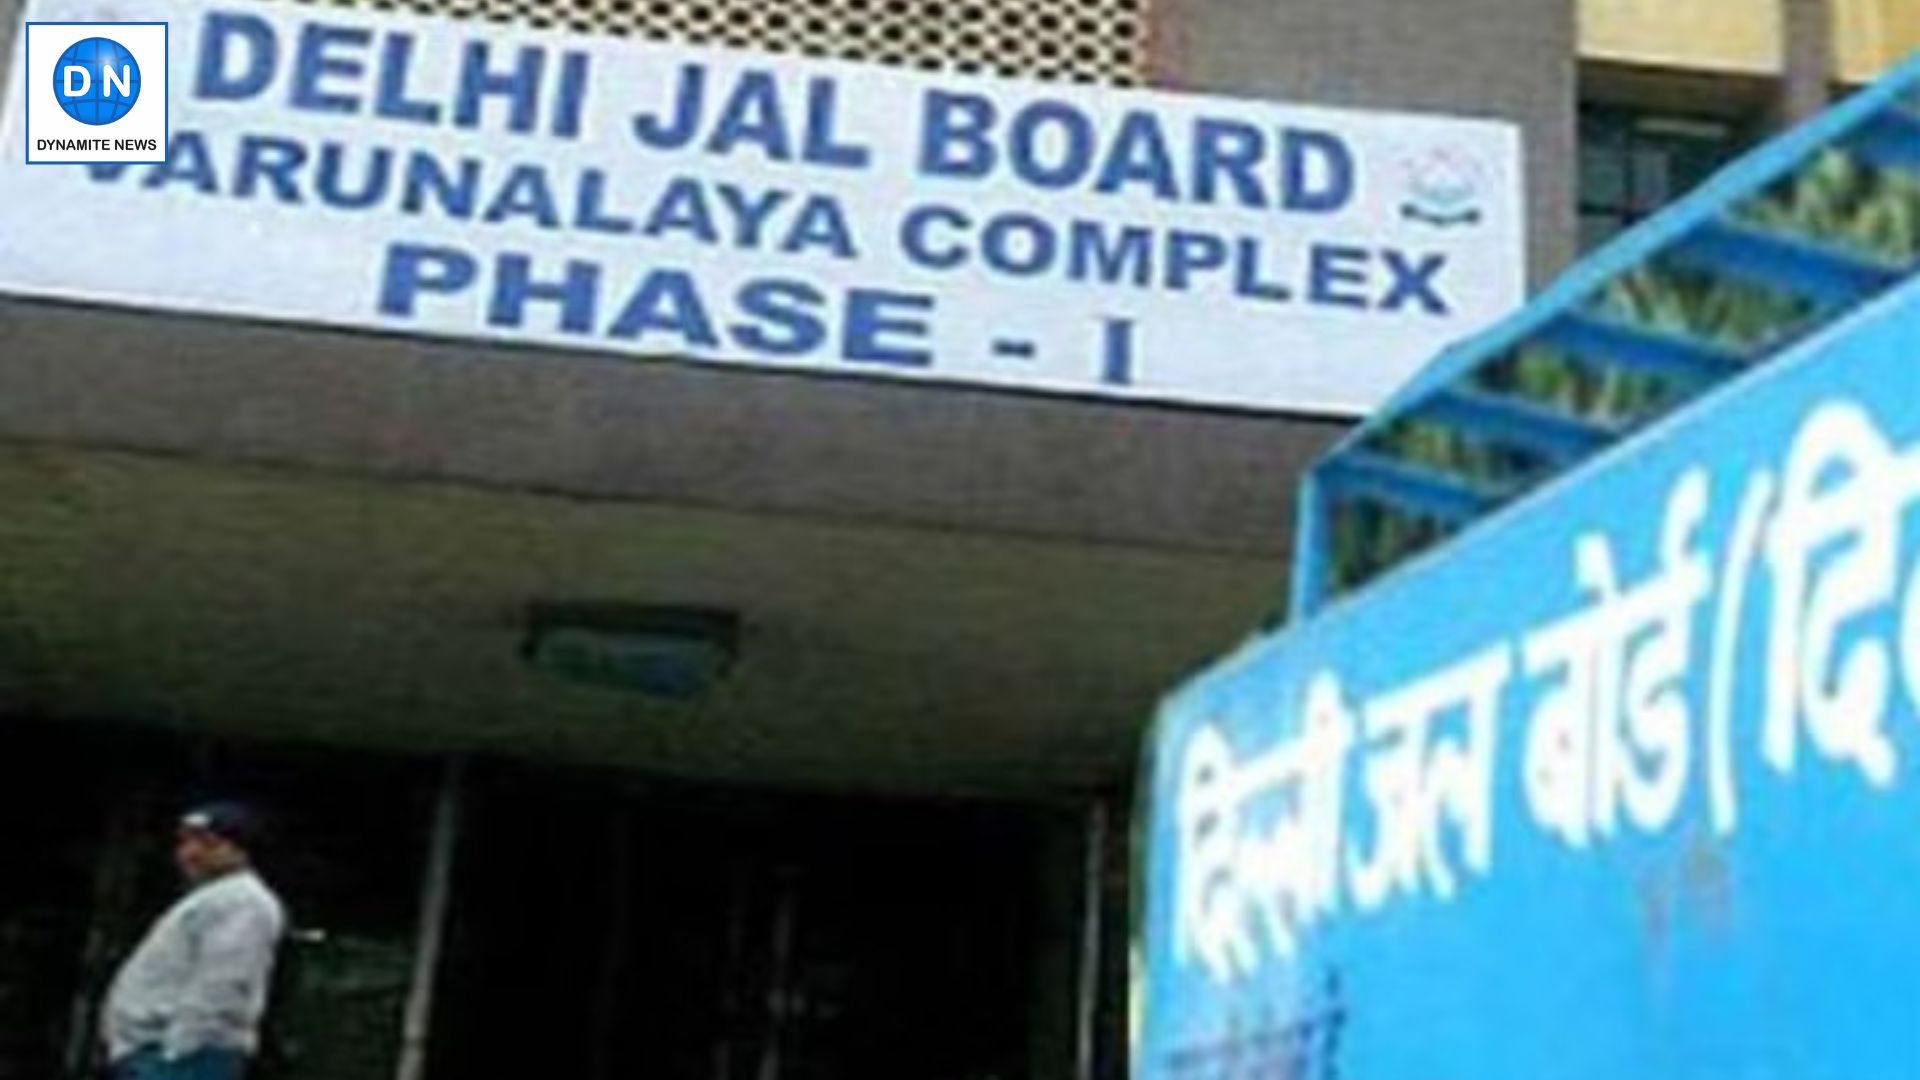 DN
DYNAMITE NEWS
DELHI JAL BOARD
VARUNALAYA COMPLEX
PHASE - I
दिल्ली जल बोर्ड (दि